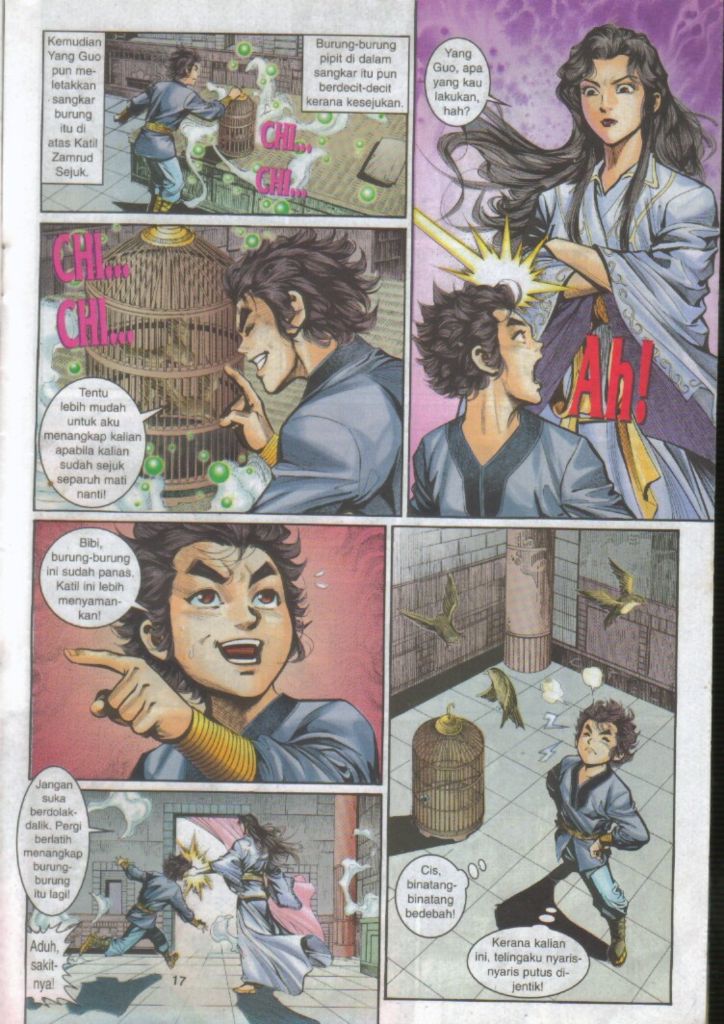 Kemudian
Yang Guo
pun me-
letakkan
sangkar
burung
itu di
atas Katil
Zamrud
Sejuk.
Burung-burung
pipit di dalam
sangkar itu pun
berdecit-decit
kerana kesejukan.
CHI...
CHI...
Yang
Guo, apa
yang kau
lakukan,
hah?
Ah!
CHI...
CHI...
Tentu
lebih mudah
untuk aku
menangkap kalian
apabila kalian
sudah sejuk
separuh mati
nanti!
Bibi,
burung-burung
ini sudah panas.
Katil ini lebih
menyaman-
kan!
Jangan
suka
berdolak-
dalik. Pergi
berlatih
menangkap
burung-
burung
itu lagi!
Aduh,
sakit-
nya!
17
Cis,
binatang-
binatang
bedebah!
Kerana kalian
ini, telingaku nyaris-
nyaris putus di-
jentik!